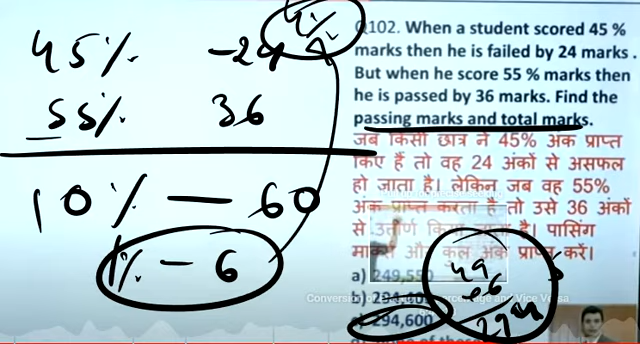 45% -24
55% 36
10% — 60
1% — 6
Q102. When a student scored 45 %
marks then he is failed by 24 marks .
But when he score 55 % marks then
he is passed by 36 marks. Find the
passing marks and total marks.
जब किसी छात्र ने 45% अंक प्राप्त
किए हैं तो वह 24 अंकों से असफल
हो जाता है। लेकिन जब वह 55%
अंक प्राप्त करता है तो उसे 36 अंकों
से उत्तीर्ण किया जाता है। पासिंग
मार्क्स और कुल अंक प्राप्त करें।
a) 249,550
b)
294,600
49
294